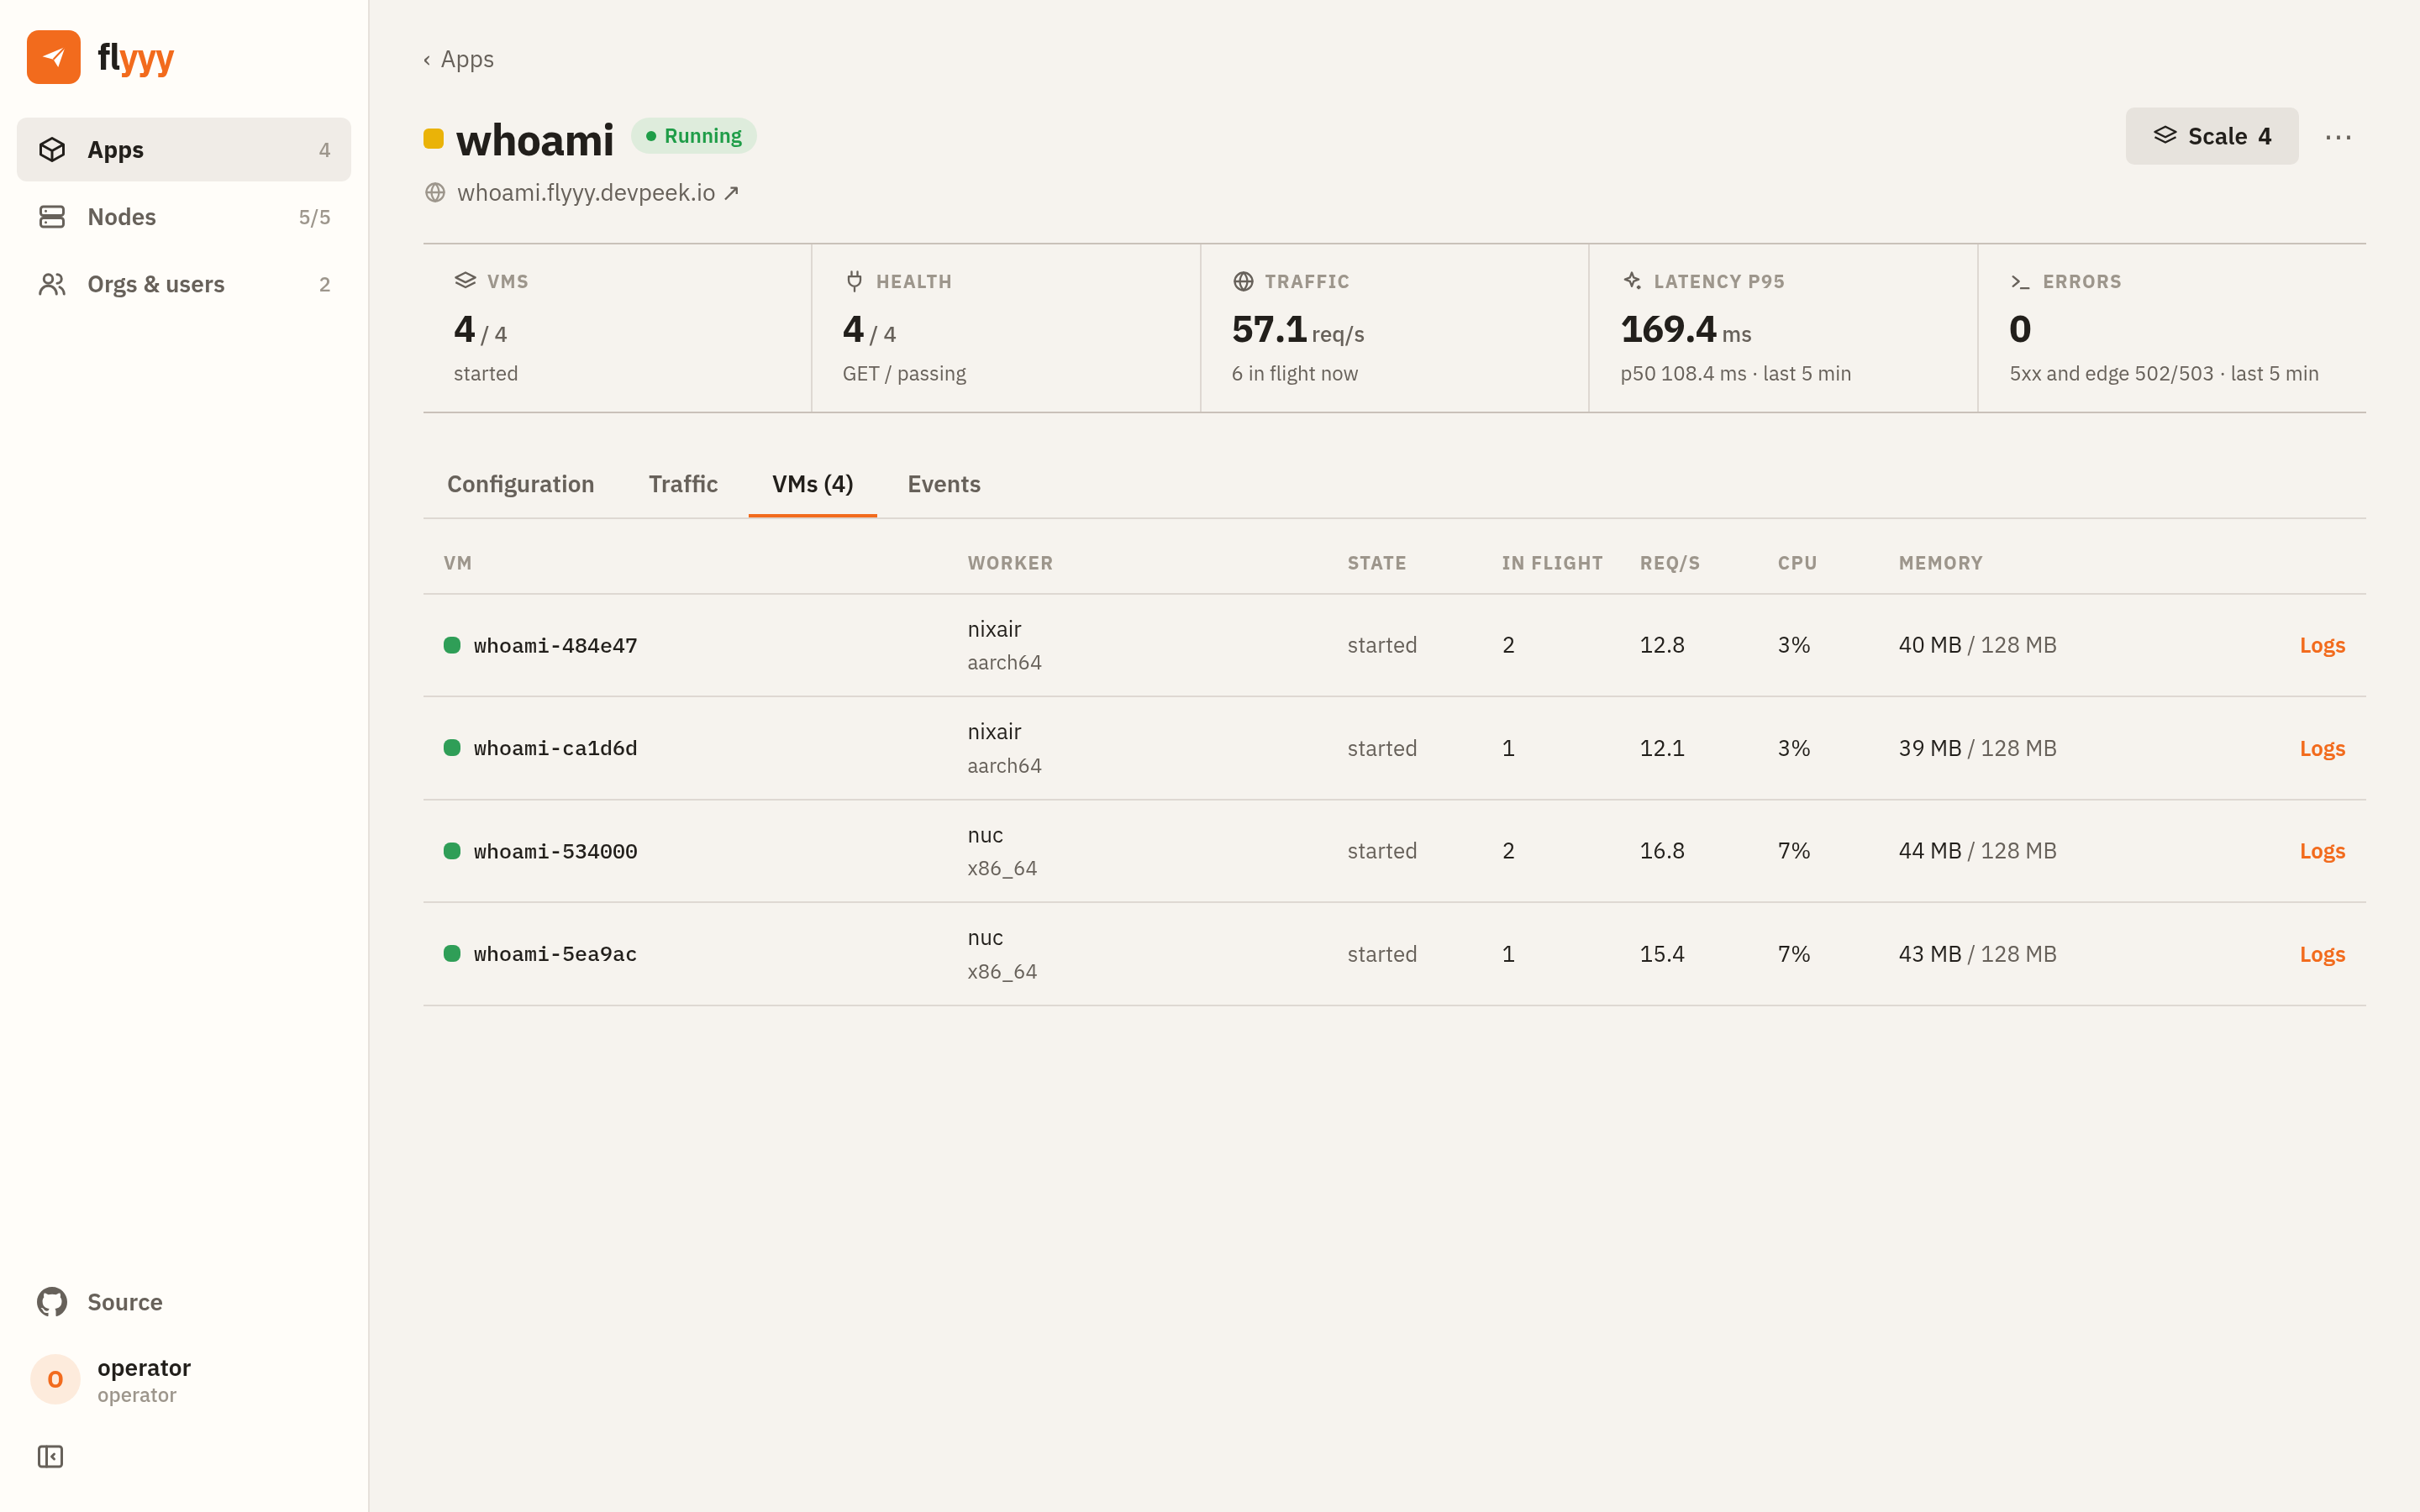 flyyy
Apps 4
Nodes 5/5
Orgs & users 2
Source
O
operator
operator
‹ Apps
whoami Running
whoami.flyyy.devpeek.io ↗
Scale 4 ···
VMS
4 / 4
started
HEALTH
4 / 4
GET / passing
TRAFFIC
57.1 req/s
6 in flight now
LATENCY P95
169.4 ms
p50 108.4 ms · last 5 min
ERRORS
0
5xx and edge 502/503 · last 5 min
Configuration Traffic VMs (4) Events
VM WORKER STATE IN FLIGHT REQ/S CPU MEMORY
whoami-484e47 nixair aarch64 started 2 12.8 3% 40 MB / 128 MB Logs
whoami-ca1d6d nixair aarch64 started 1 12.1 3% 39 MB / 128 MB Logs
whoami-534000 nuc x86_64 started 2 16.8 7% 44 MB / 128 MB Logs
whoami-5ea9ac nuc x86_64 started 1 15.4 7% 43 MB / 128 MB Logs